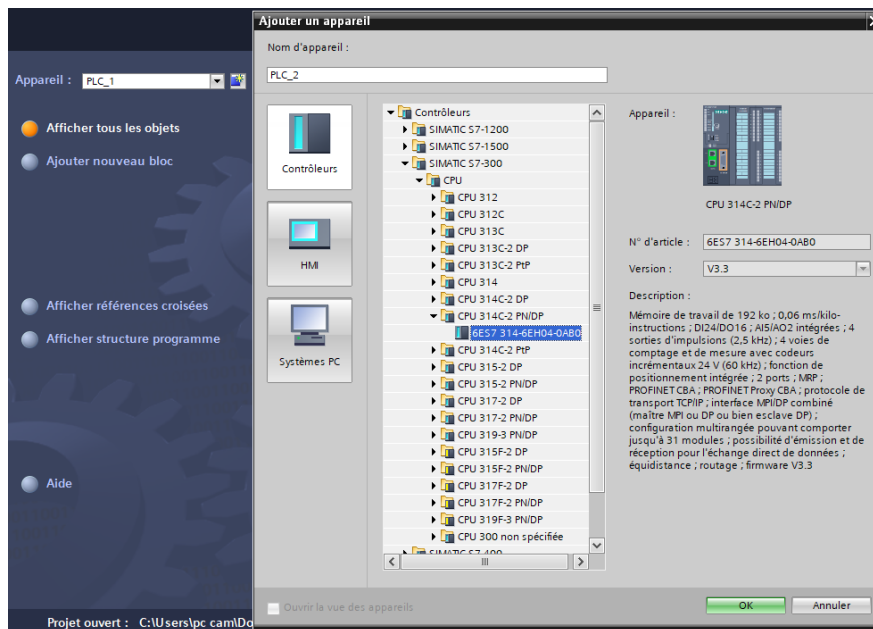 Ajouter un appareil
Nom d'appareil :
PLC_2
Appareil :
PLC_1
Afficher tous les objets
Ajouter nouveau bloc
Afficher références croisées
Afficher structure programme
Aide
Projet ouvert : C:\Users\pc cam\Do
Contrôleurs
HMI
Systèmes PC
Contrôleurs
SIMATIC S7-1200
SIMATIC S7-1500
SIMATIC S7-300
CPU
CPU 312
CPU 312C
CPU 313C
CPU 313C-2 DP
CPU 313C-2 PtP
CPU 314
CPU 314C-2 DP
CPU 314C-2 PN/DP
6ES7 314-6EH04-0AB0
CPU 314C-2 PtP
CPU 315-2 DP
CPU 315-2 PN/DP
CPU 317-2 DP
CPU 317-2 PN/DP
CPU 319-3 PN/DP
CPU 315F-2 DP
CPU 315F-2 PN/DP
CPU 317F-2 DP
CPU 317F-2 PN/DP
CPU 319F-3 PN/DP
CPU 300 non spécifiée
SIMATIC S7-400
Appareil :
CPU 314C-2 PN/DP
N° d'article :
6ES7 314-6EH04-0AB0
Version :
V3.3
Description :
Mémoire de travail de 192 ko ; 0,06 ms/kilo-
instructions ; DI24/DO16 ; AI5/AO2 intégrées ; 4
sorties d'impulsions (2,5 kHz) ; 4 voies de
comptage et de mesure avec codeurs
incrémentaux 24 V (60 kHz) ; fonction de
positionnement intégrée ; 2 ports ; MRP ;
PROFINET CBA ; PROFINET Proxy CBA ; protocole de
transport TCP/IP ; interface MPI/DP combiné
(maître MPI ou DP ou bien esclave DP) ;
configuration multirangée pouvant comporter
jusqu'à 31 modules ; possibilité d'émission et de
réception pour l'échange direct de données ;
équidistance ; routage ; firmware V3.3
Ouvrir la vue des appareils
OK
Annuler